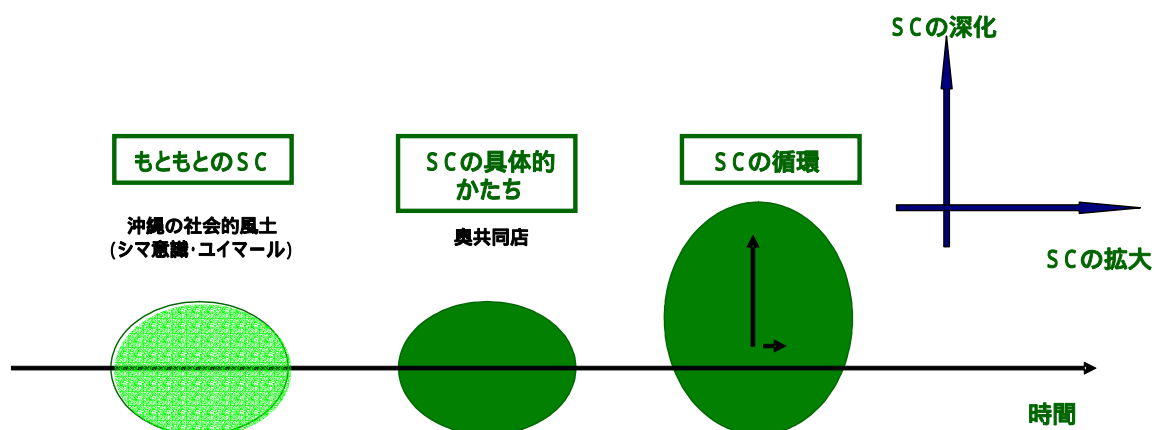 SCの深化
もともとのSC
SCの具体的
かたち
SCの循環
沖縄の社会的風土
(シマ意識・ユイマール)
奥共同店
SCの拡大
時間